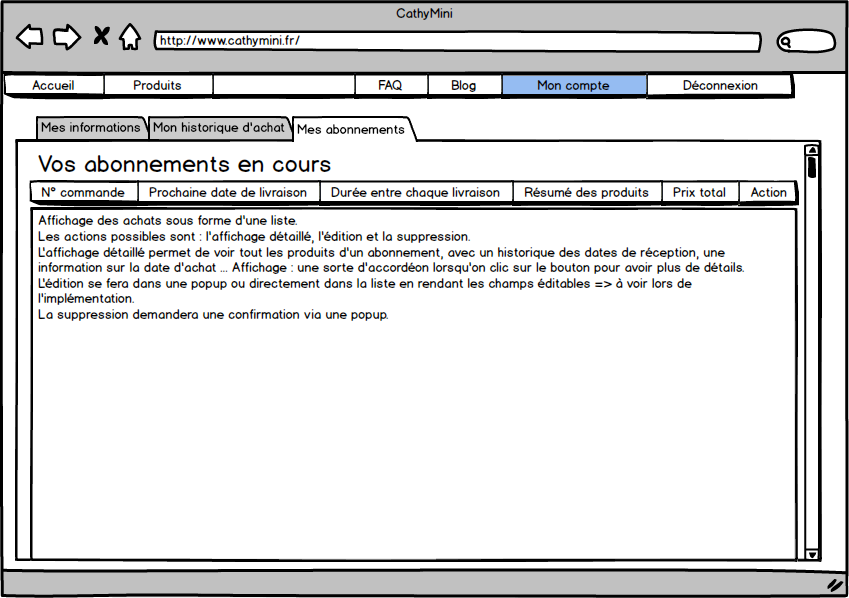 CathyMini
http://www.cathymini.fr/
Accueil Produits FAQ Blog Mon compte Déconnexion
Mes informations Mon historique d'achat Mes abonnements
Vos abonnements en cours
N° commande Prochaine date de livraison Durée entre chaque livraison Résumé des produits Prix total Action
Affichage des achats sous forme d'une liste.
Les actions possibles sont : l'affichage détaillé, l'édition et la suppression.
L'affichage détaillé permet de voir tout les produits d'un abonnement, avec un historique des dates de réception, une
information sur la date d'achat ... Affichage : une sorte d'accordéon lorsqu'on clic sur le bouton pour avoir plus de détails.
L'édition se fera dans une popup ou directement dans la liste en rendant les champs éditables => à voir lors de
l'implémentation.
La suppression demandera une confirmation via une popup.